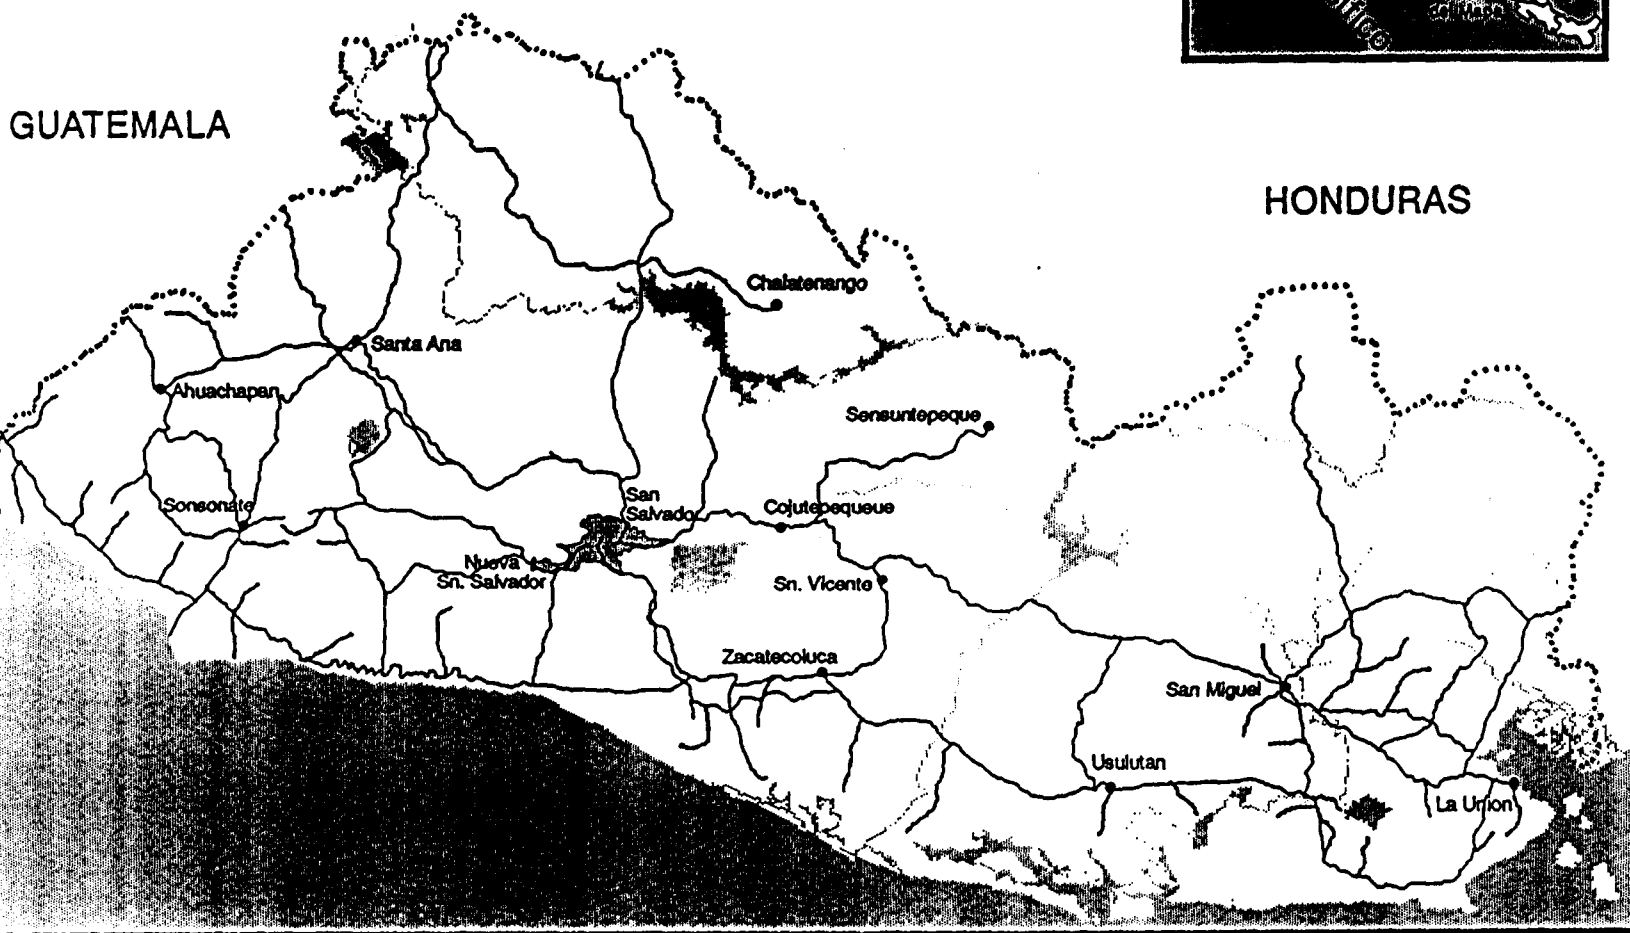 GUATEMALA
HONDURAS
Chalatenango
Santa Ana
Ahuachapan
Sensuntepeque
San
Salvado
Cojutepequeue
Sonsonate
Nueva
Sn. Salvador
Sn. Vicente
Zacatecoluca
San Miguel
Usulutan
La Union